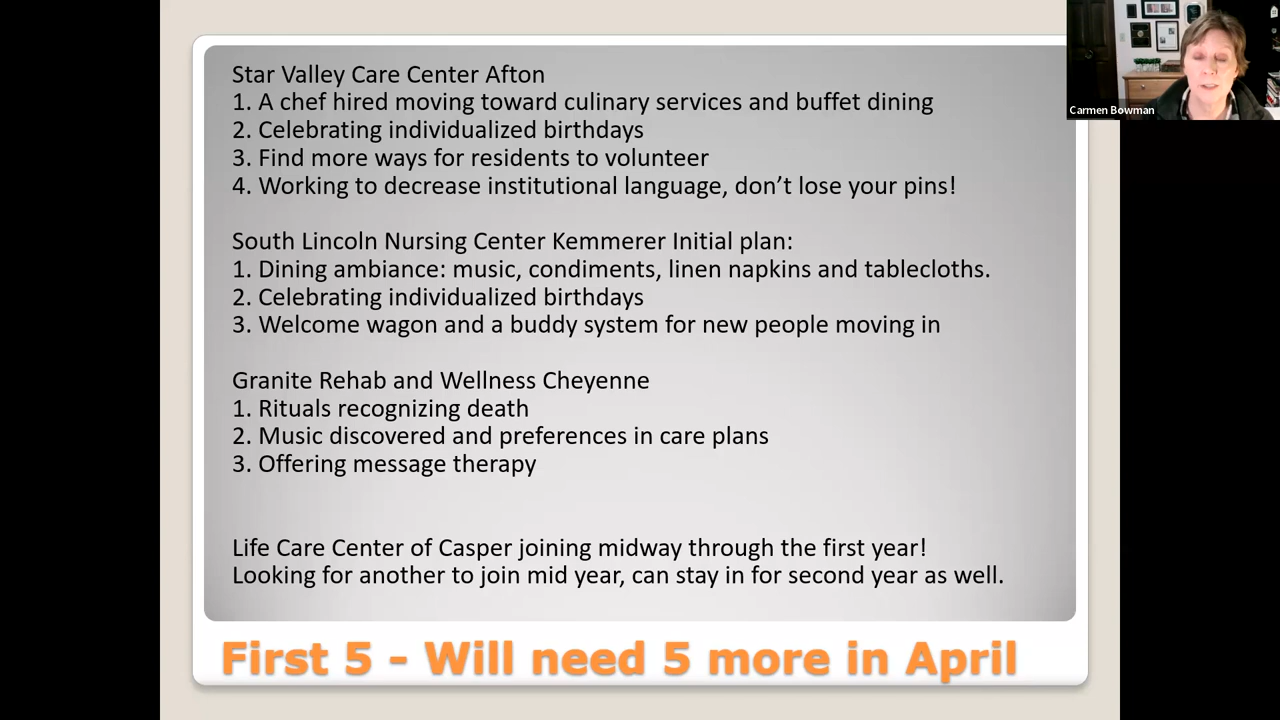 Star Valley Care Center Afton
1. A chef hired moving toward culinary services and buffet dining
2. Celebrating individualized birthdays
3. Find more ways for residents to volunteer
4. Working to decrease institutional language, don’t lose your pins!
South Lincoln Nursing Center Kemmerer Initial plan:
1. Dining ambiance: music, condiments, linen napkins and tablecloths.
2. Celebrating individualized birthdays
3. Welcome wagon and a buddy system for new people moving in
Granite Rehab and Wellness Cheyenne
1. Rituals recognizing death
2. Music discovered and preferences in care plans
3. Offering message therapy
Life Care Center of Casper joining midway through the first year!
Looking for another to join mid year, can stay in for second year as well.
First 5 - Will need 5 more in April
Carmen Bowman